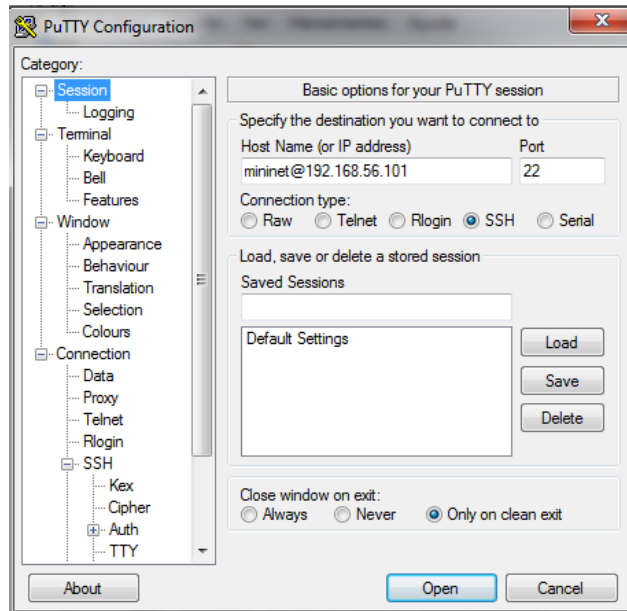 PuTTY Configuration
Category:
Session
Logging
Terminal
Keyboard
Bell
Features
Window
Appearance
Behaviour
Translation
Selection
Colours
Connection
Data
Proxy
Telnet
Rlogin
SSH
Kex
Cipher
Auth
TTY
Basic options for your PuTTY session
Specify the destination you want to connect to
Host Name (or IP address) Port
mininet@192.168.56.101 22
Connection type:
Raw Telnet Rlogin SSH Serial
Load, save or delete a stored session
Saved Sessions
Default Settings
Load
Save
Delete
Close window on exit:
Always Never Only on clean exit
About Open Cancel